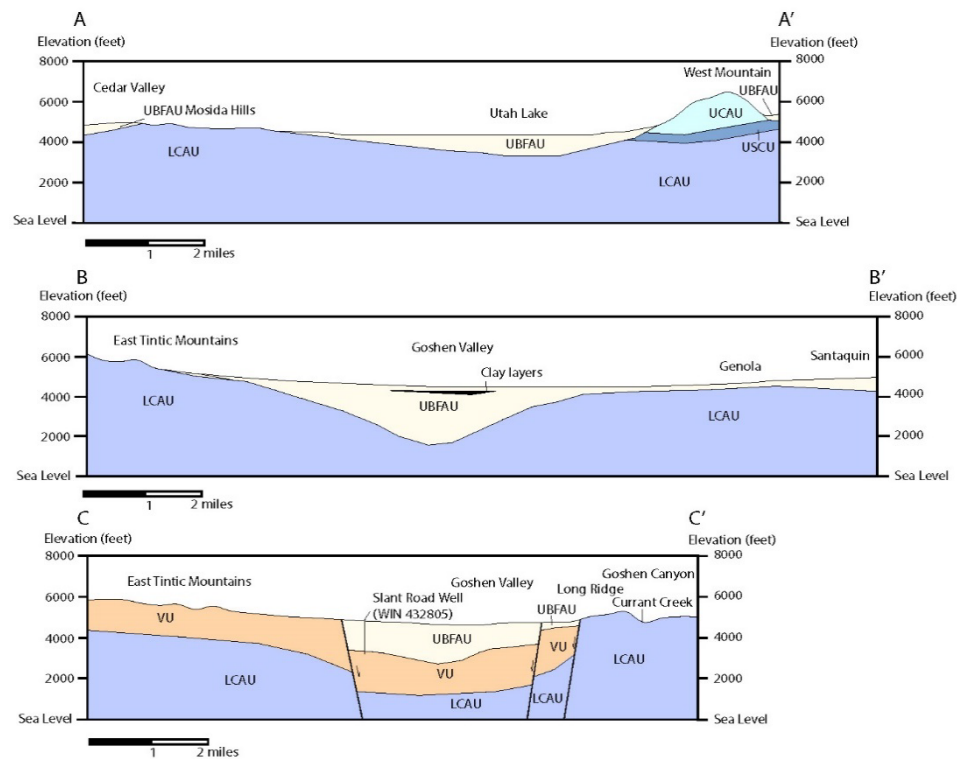 A A′
Elevation (feet) Elevation (feet)
8000 8000
West Mountain
Cedar Valley UBFAU
6000 UBFAU Mosida Hills Utah Lake UCAU 6000
4000 LCAU UBFAU USCU 4000
2000 LCAU 2000
Sea Level Sea Level
1 2 miles
B B′
Elevation (feet) Elevation (feet)
8000 8000
East Tintic Mountains Goshen Valley Santaquin
6000 Genola 6000
Clay layers
4000 LCAU UBFAU LCAU 4000
2000 2000
Sea Level Sea Level
1 2 miles
C C′
Elevation (feet) Elevation (feet)
8000 8000
East Tintic Mountains Goshen Valley Goshen Canyon
Slant Road Well Long Ridge
6000 (WIN 432805) UBFAU Currant Creek 6000
VU UBFAU
4000 VU 4000
LCAU VU LCAU
2000 LCAU LCAU 2000
Sea Level Sea Level
1 2 miles